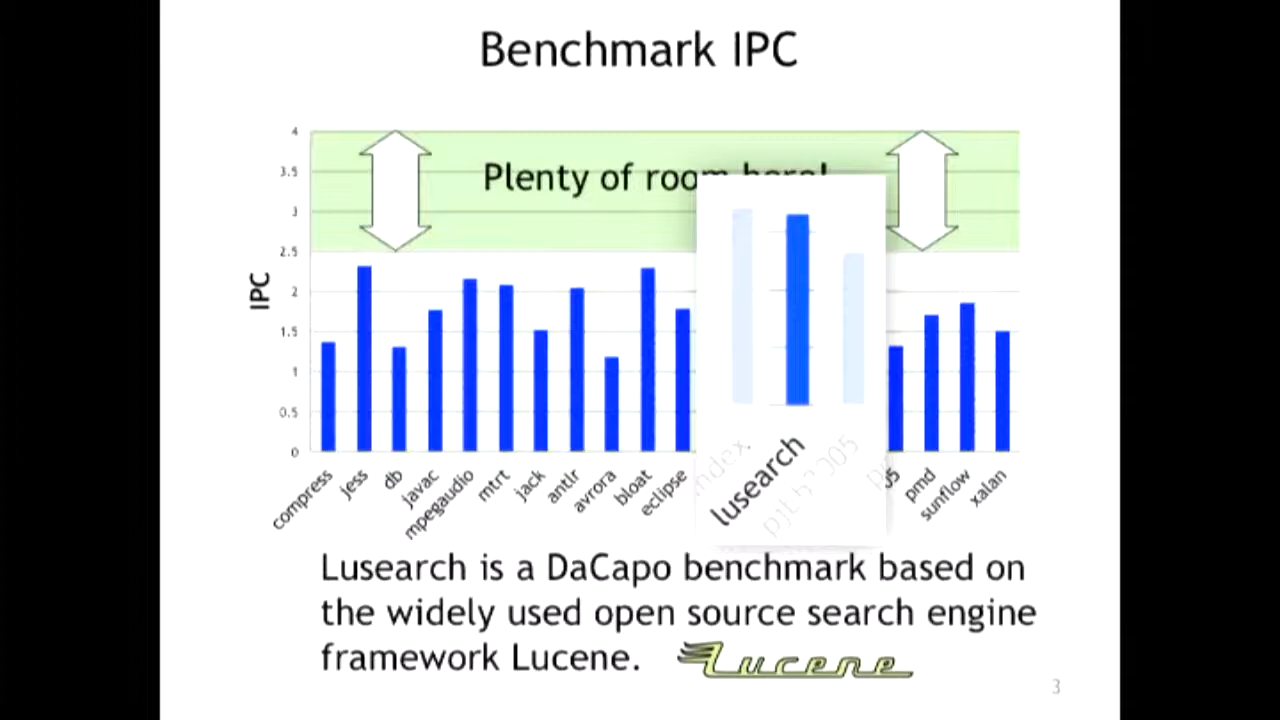 Benchmark IPC
4
3.5
3
2.5
2
1.5
1
0.5
0
IPC
Plenty of room here!
compress
jess
db
javac
mpegaudio
mtrt
jack
antlr
avrora
bloat
eclipse
lusearch
pmd
sunflow
xalan
Lusearch is a DaCapo benchmark based on
the widely used open source search engine
framework Lucene.
Lucene
3